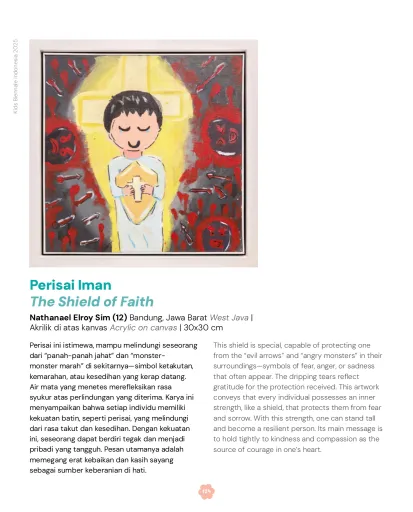 Kids Biennale Indonesia 2025
Perisai Iman
The Shield of Faith
Nathanael Elroy Sim (12) Bandung, Jawa Barat West Java |
Akrilik di atas kanvas Acrylic on canvas | 30x30 cm
Perisai ini istimewa, mampu melindungi seseorang
dari “panah-panah jahat” dan “monster-
monster marah” di sekitarnya—simbol ketakutan,
kemarahan, atau kesedihan yang kerap datang.
Air mata yang menetes merefleksikan rasa
syukur atas perlindungan yang diterima. Karya ini
menyampaikan bahwa setiap individu memiliki
kekuatan batin, seperti perisai, yang melindungi
dari rasa takut dan kesedihan. Dengan kekuatan
ini, seseorang dapat berdiri tegak dan menjadi
pribadi yang tangguh. Pesan utamanya adalah
memegang erat kebaikan dan kasih sayang
sebagai sumber keberanian di hati.
This shield is special, capable of protecting one
from the “evil arrows” and “angry monsters” in their
surroundings—symbols of fear, anger, or sadness
that often appear. The dripping tears reflect
gratitude for the protection received. This artwork
conveys that every individual possesses an inner
strength, like a shield, that protects them from fear
and sorrow. With this strength, one can stand tall
and become a resilient person. Its main message is
to hold tightly to kindness and compassion as the
source of courage in one’s heart.